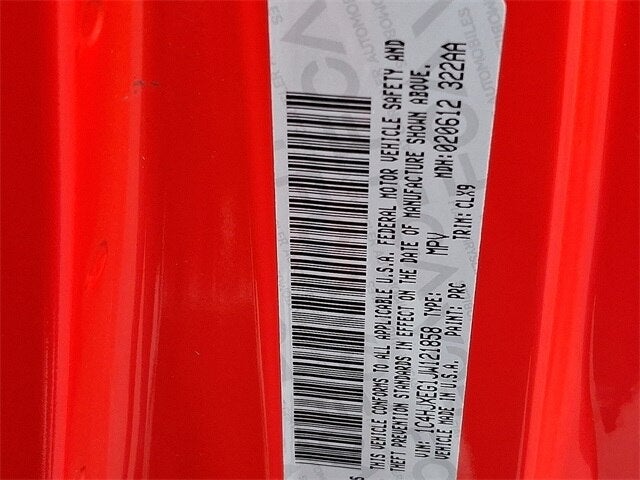 THIS VEHICLE CONFORMS TO ALL APPLICABLE U.S.A. FEDERAL MOTOR VEHICLE SAFETY AND
THEFT PREVENTION STANDARDS IN EFFECT ON THE DATE OF MANUFACTURE SHOWN ABOVE.
VIN: 1C4HJXEG1JW121858 TYPE: MPV MDH:020612 322AA
VEHICLE MADE IN U.S.A. PAINT: PRC TRIM: CLX9